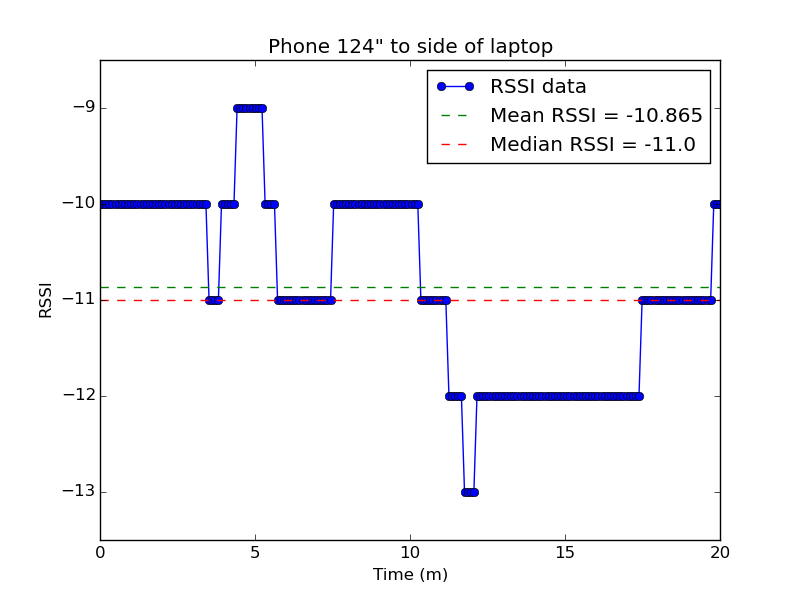 Phone 124" to side of laptop
RSSI data
Mean RSSI = -10.865
Median RSSI = -11.0
−9
−10
−11
−12
−13
RSSI
0 5 10 15 20
Time (m)